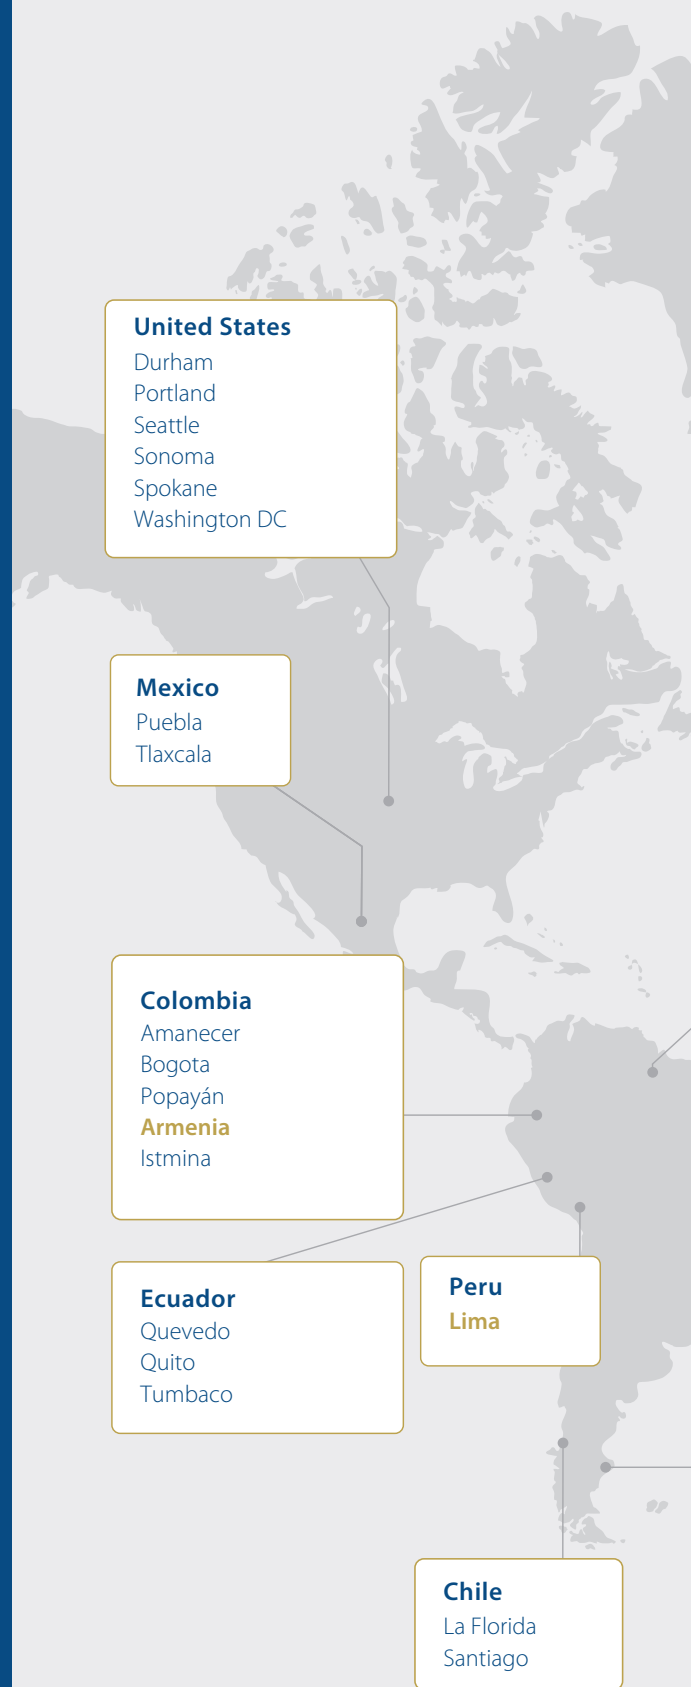 United States
Durham
Portland
Seattle
Sonoma
Spokane
Washington DC
Mexico
Puebla
Tlaxcala
Colombia
Amanecer
Bogota
Popayán
Armenia
Istmina
Ecuador
Quevedo
Quito
Tumbaco
Peru
Lima
Chile
La Florida
Santiago